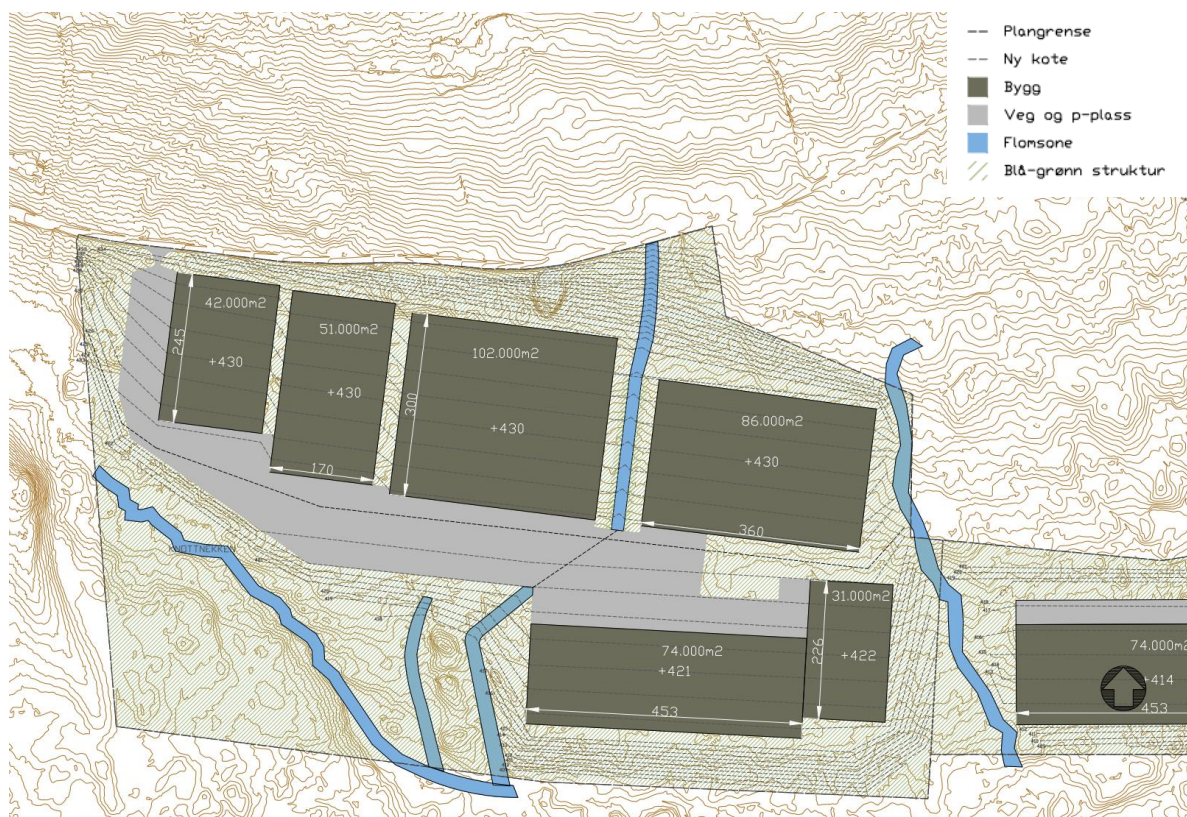 Plangrense
Ny kote
Bygg
Veg og p-plass
Flomsone
Blå-grønn struktur
42.000m2
245
+430
51.000m2
+430
170
102.000m2
300
+430
86.000m2
+430
360
KNOTTNEKKEN
31.000m2
226
+422
74.000m2
+421
453
74.000m2
+414
453